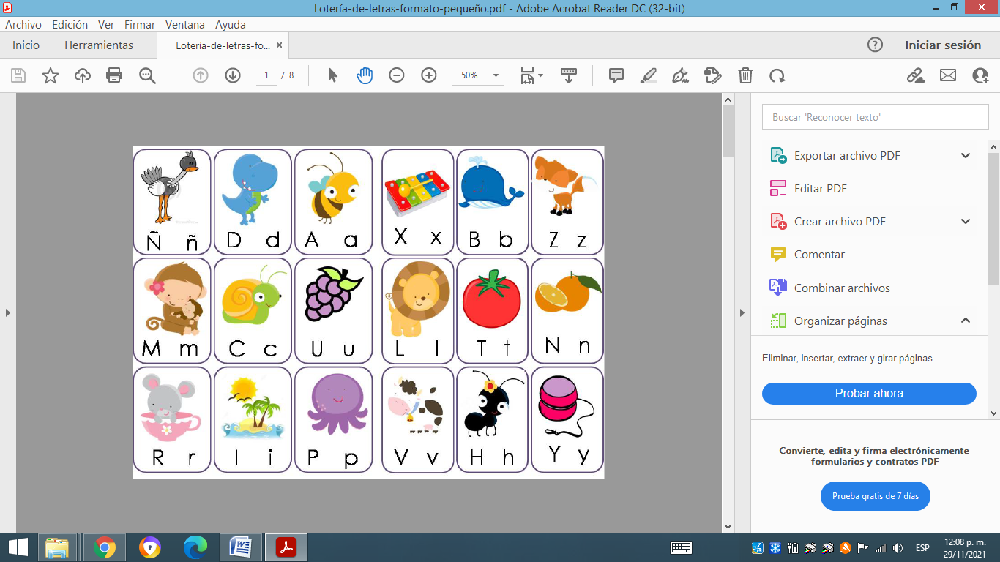 Lotería-de-letras-formato-pequeño.pdf - Adobe Acrobat Reader DC (32-bit)
Archivo Edición Ver Firmar Ventana Ayuda
Inicio Herramientas Lotería-de-letras-fo... × Iniciar sesión
1 / 8 50%
Buscar 'Reconocer texto'
Exportar archivo PDF
Editar PDF
Crear archivo PDF
Comentar
Combinar archivos
Organizar páginas
Eliminar, insertar, extraer y girar páginas.
Probar ahora
Convierte, edita y firma electrónicamente
formularios y contratos PDF
Prueba gratis de 7 días
Ñ ñ D d A a X x B b Z z
M m C c U u L l T t N n
R r I i P p V v H h Y y
ESP
12:08 p. m.
29/11/2021